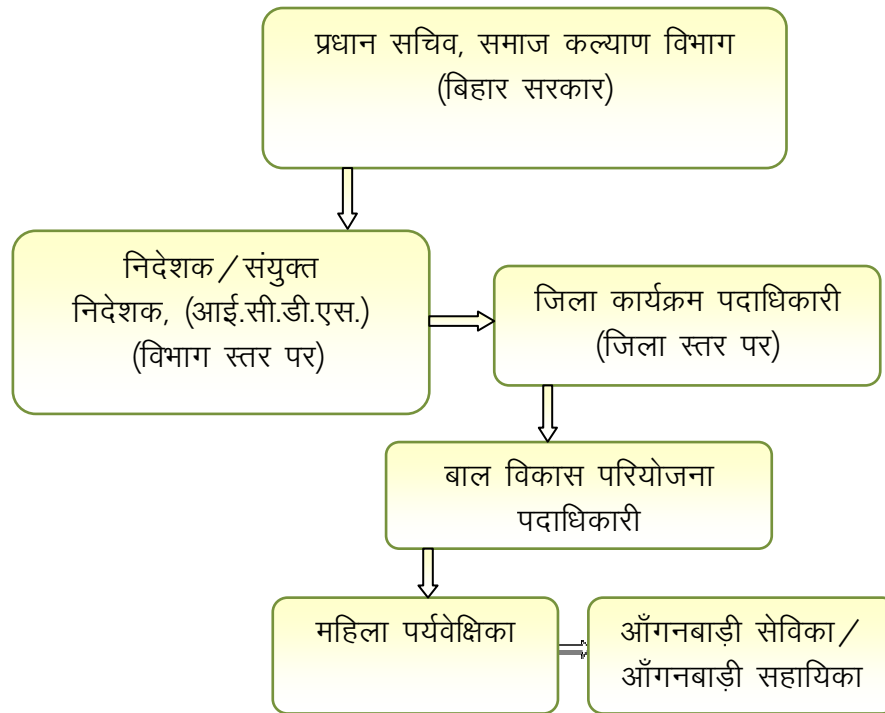 प्रधान सचिव, समाज कल्याण विभाग
(बिहार सरकार)
निदेशक/संयुक्त
निदेशक, (आई.सी.डी.एस.)
(विभाग स्तर पर)
जिला कार्यक्रम पदाधिकारी
(जिला स्तर पर)
बाल विकास परियोजना
पदाधिकारी
महिला पर्यवेक्षिका
आँगनबाड़ी सेविका/
आँगनबाड़ी सहायिका